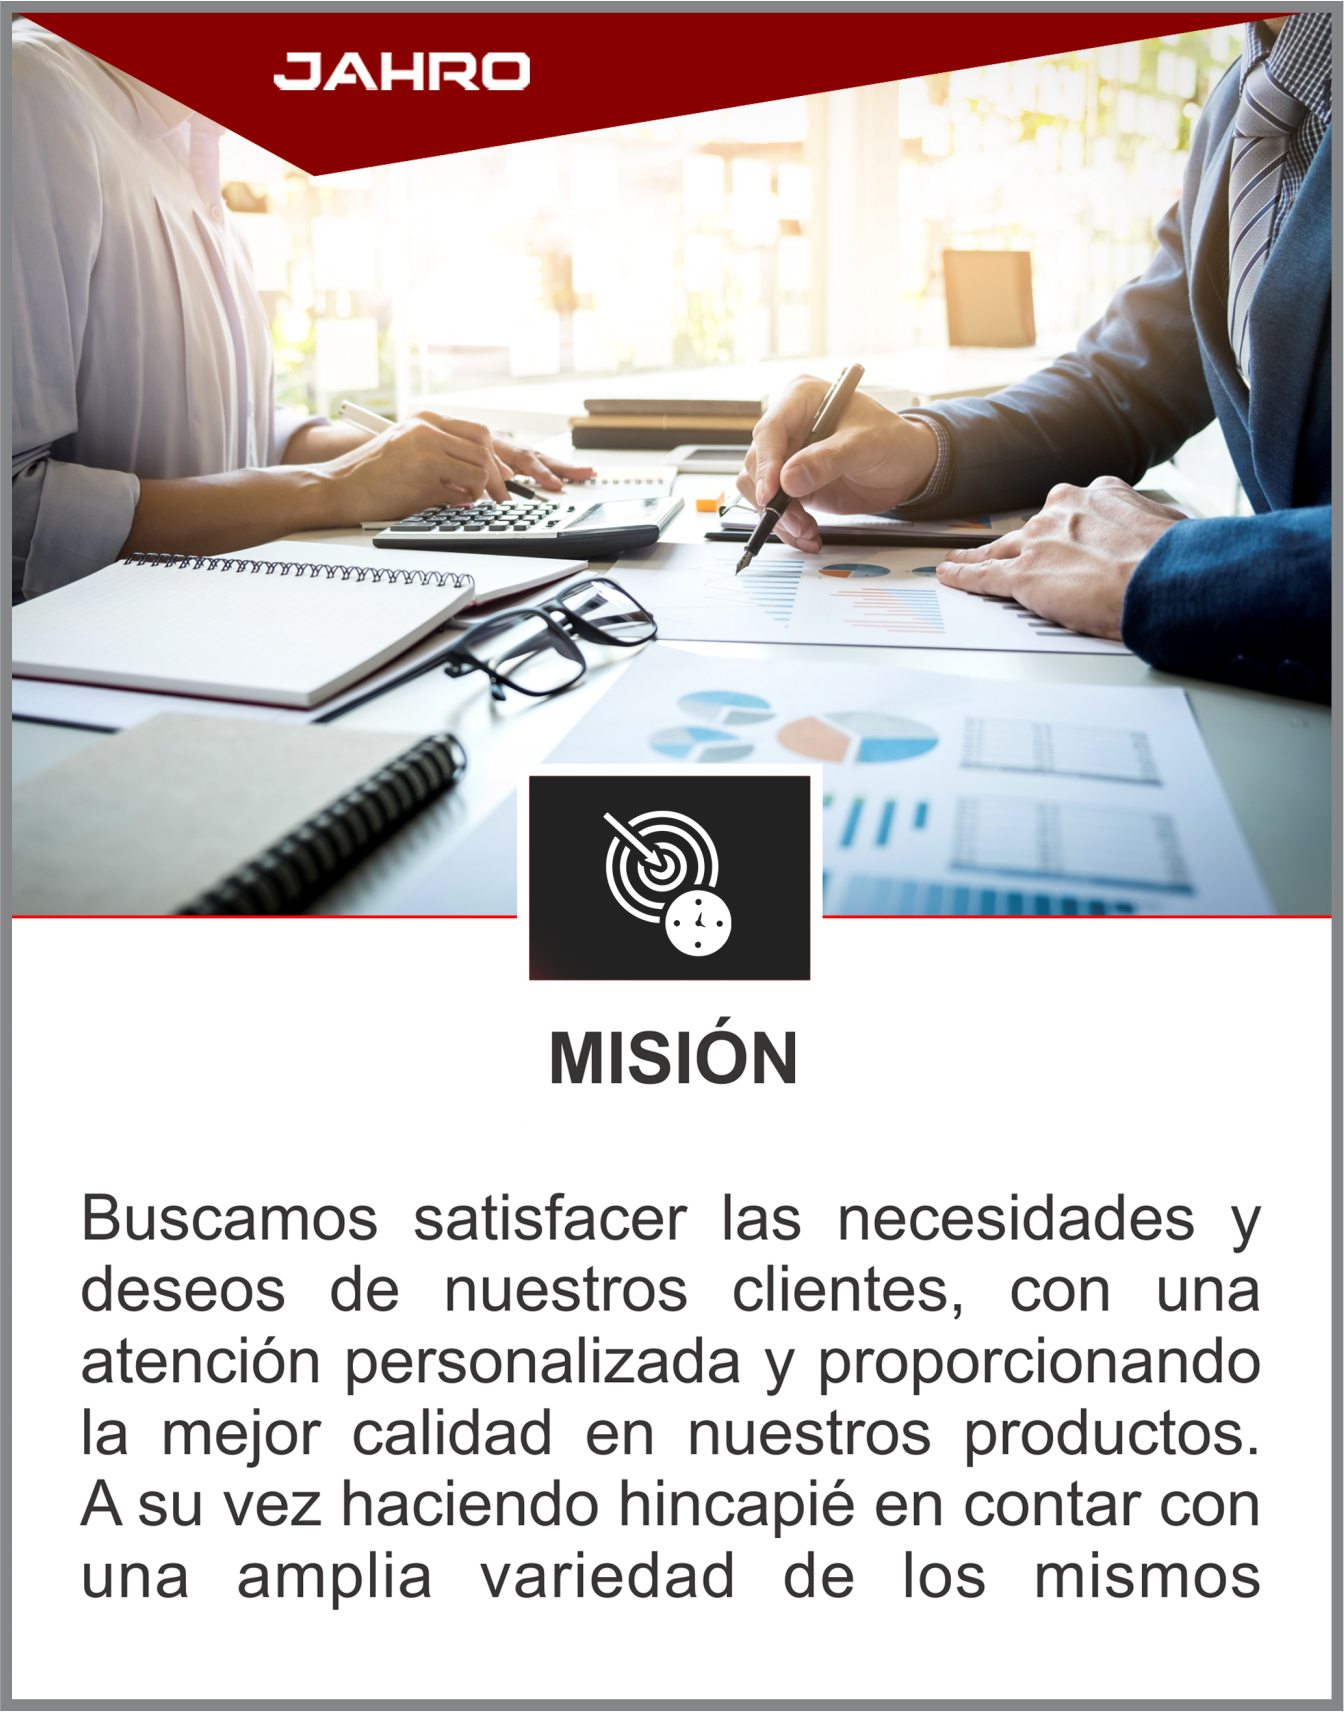 JAHRO
MISIÓN
Buscamos satisfacer las necesidades y
deseos de nuestros clientes, con una
atención personalizada y proporcionando
la mejor calidad en nuestros productos.
A su vez haciendo hincapié en contar con
una amplia variedad de los mismos